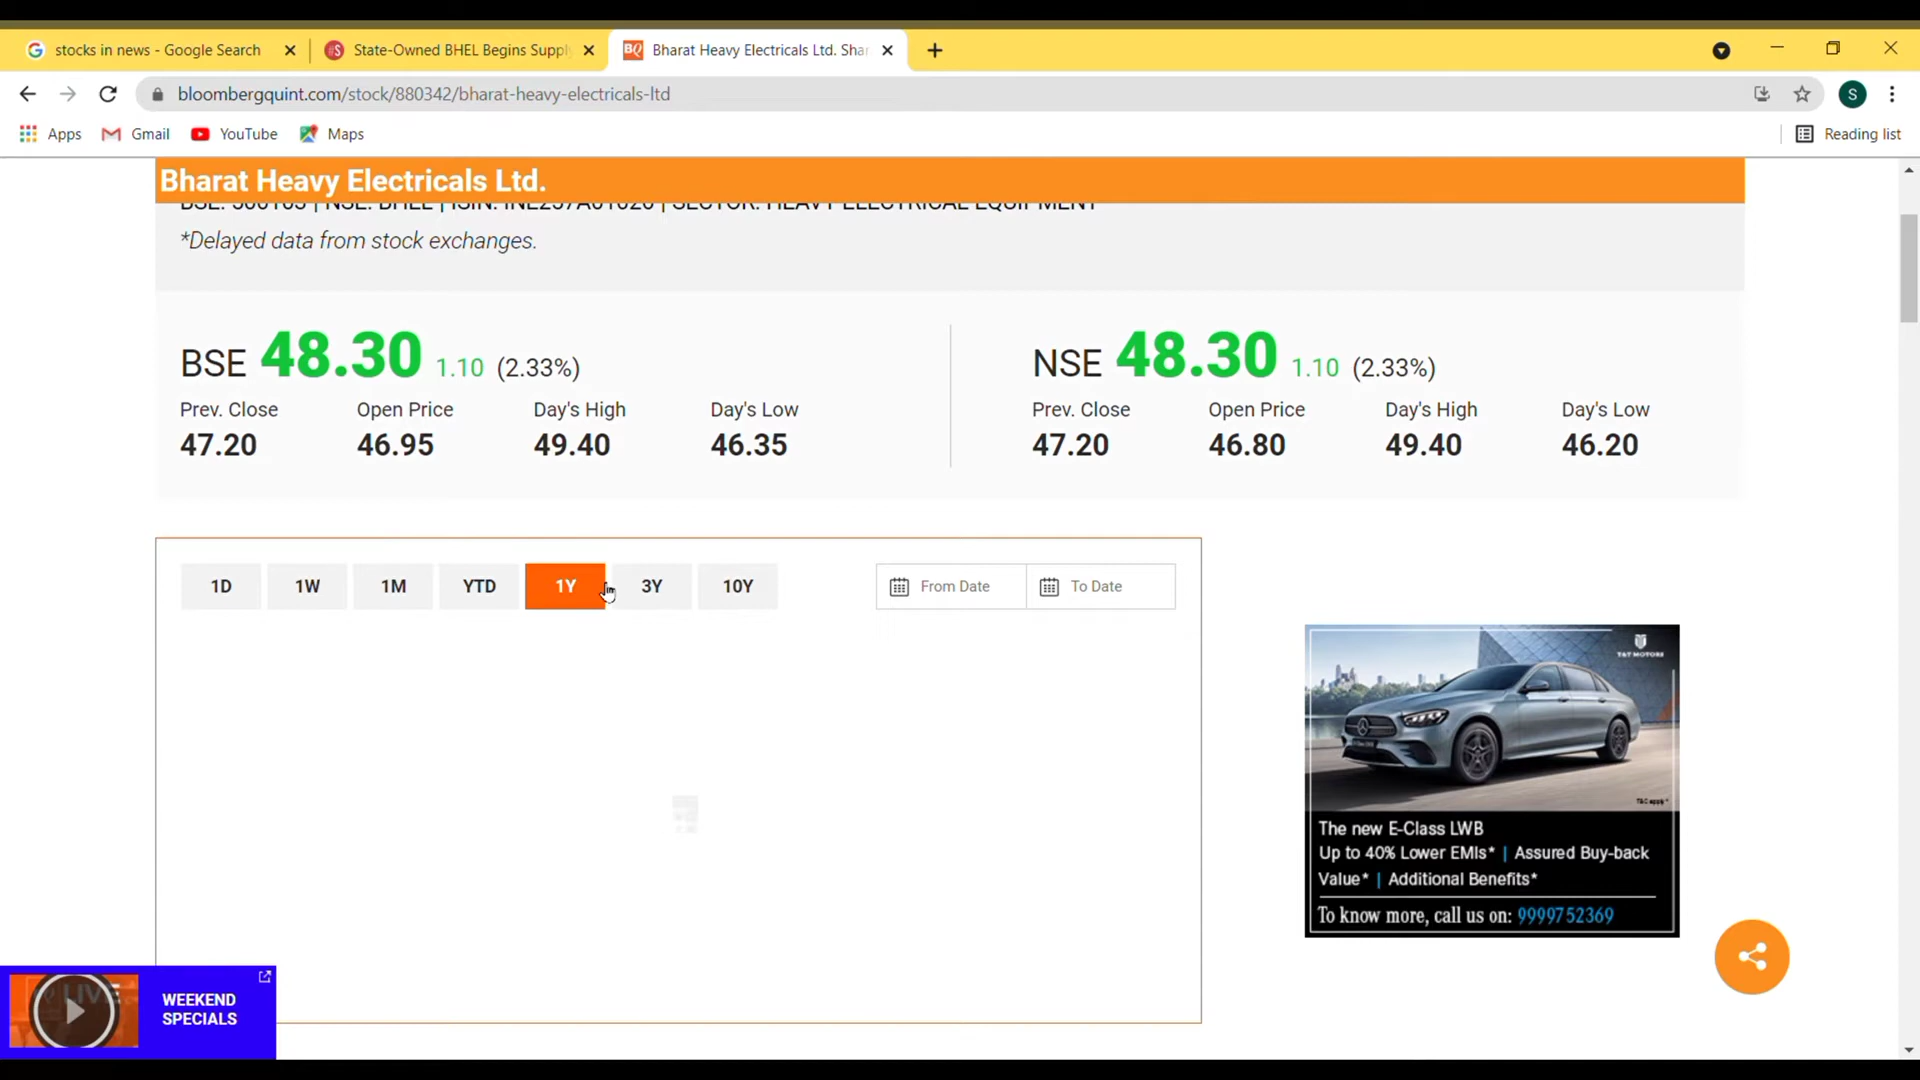 stocks in news - Google Search
State-Owned BHEL Begins Supply
BQ Bharat Heavy Electricals Ltd. Shar
bloombergquint.com/stock/880342/bharat-heavy-electricals-ltd
S
Apps Gmail YouTube Maps Reading list
Bharat Heavy Electricals Ltd.
*Delayed data from stock exchanges.
BSE 48.30 1.10 (2.33%)
Prev. Close Open Price Day's High Day's Low
47.20 46.95 49.40 46.35
NSE 48.30 1.10 (2.33%)
Prev. Close Open Price Day's High Day's Low
47.20 46.80 49.40 46.20
1D 1W 1M YTD 1Y 3Y 10Y From Date To Date
T&T MOTORS
T&C apply*
The new E-Class LWB
Up to 40% Lower EMIs* | Assured Buy-back
Value* | Additional Benefits*
To know more, call us on: 9999752369
LIVE
WEEKEND
SPECIALS